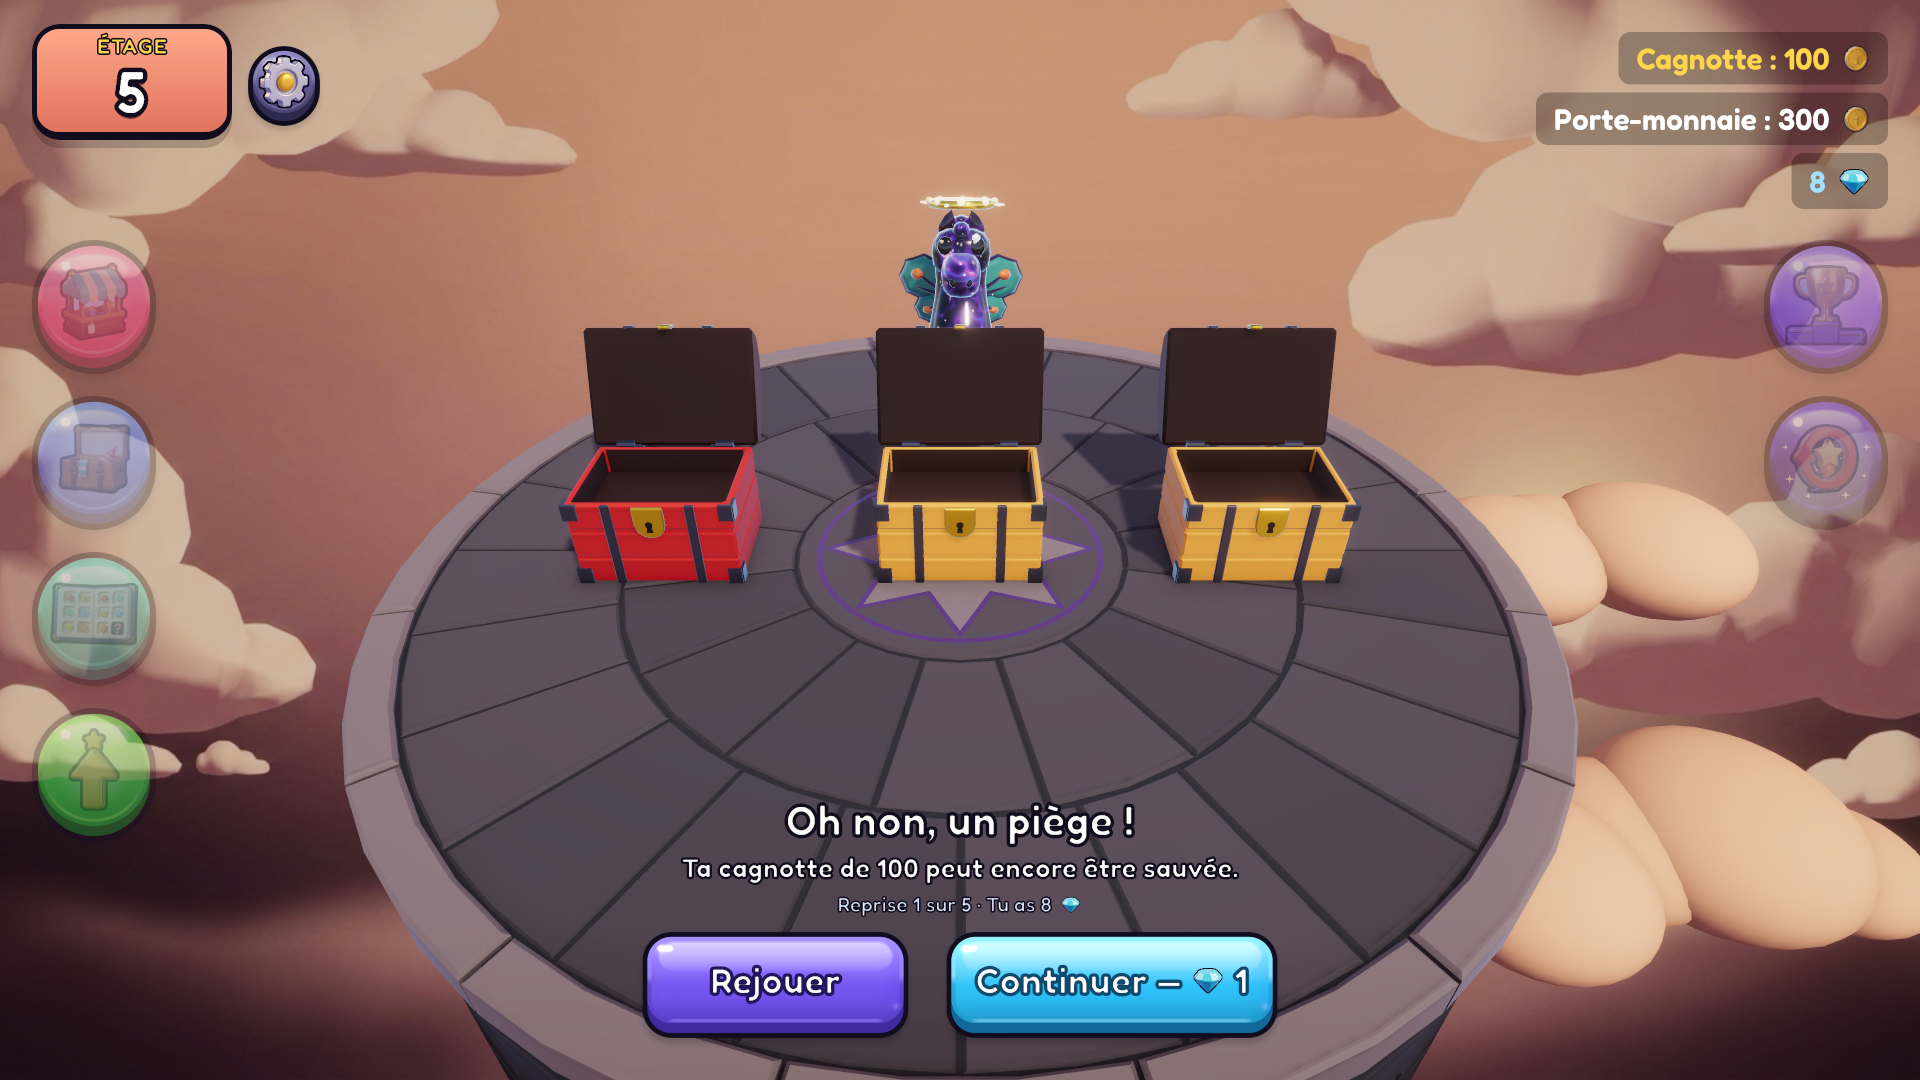 ÉTAGE
5
Cagnotte : 100
Porte-monnaie : 300
8
Oh non, un piège !
Ta cagnotte de 100 peut encore être sauvée.
Reprise 1 sur 5 · Tu as 8
Rejouer
Continuer – 1